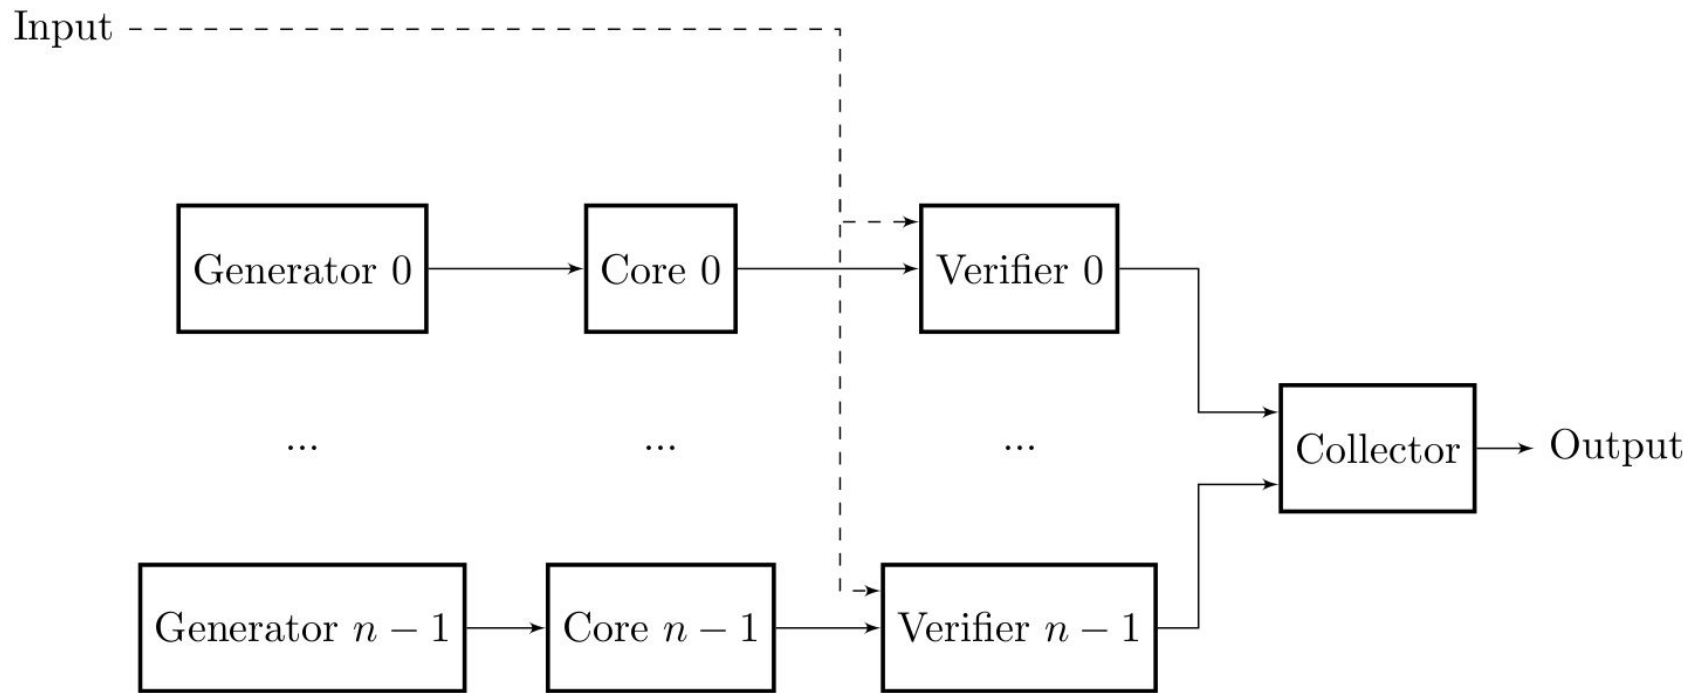 Input
Generator 0
Core 0
Verifier 0
...
...
...
Collector
Output
Generator n − 1
Core n − 1
Verifier n − 1